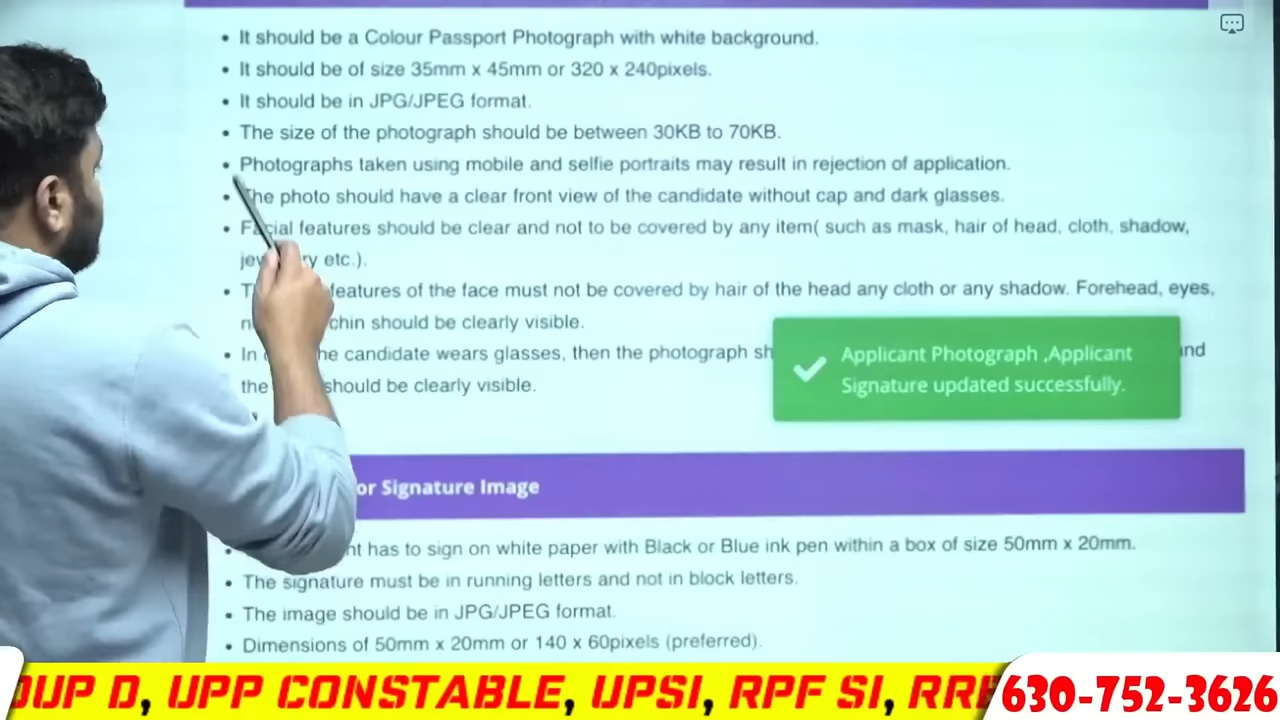 It should be a Colour Passport Photograph with white background.
It should be of size 35mm x 45mm or 320 x 240pixels.
It should be in JPG/JPEG format.
The size of the photograph should be between 30KB to 70KB.
Photographs taken using mobile and selfie portraits may result in rejection of application.
The photo should have a clear front view of the candidate without cap and dark glasses.
Facial features should be clear and not to be covered by any item( such as mask, hair of head, cloth, shadow,
etc.).
features of the face must not be covered by hair of the head any cloth or any shadow. Forehead, eyes,
chin should be clearly visible.
In candidate wears glasses, then the photograph
the should be clearly visible.
Applicant Photograph ,Applicant
Signature updated successfully.
or Signature Image
has to sign on white paper with Black or Blue ink pen within a box of size 50mm x 20mm.
The signature must be in running letters and not in block letters.
The image should be in JPG/JPEG format.
Dimensions of 50mm x 20mm or 140 x 60pixels (preferred).
D, UPP CONSTABLE, UPSI, RPF SI,
630-752-3626